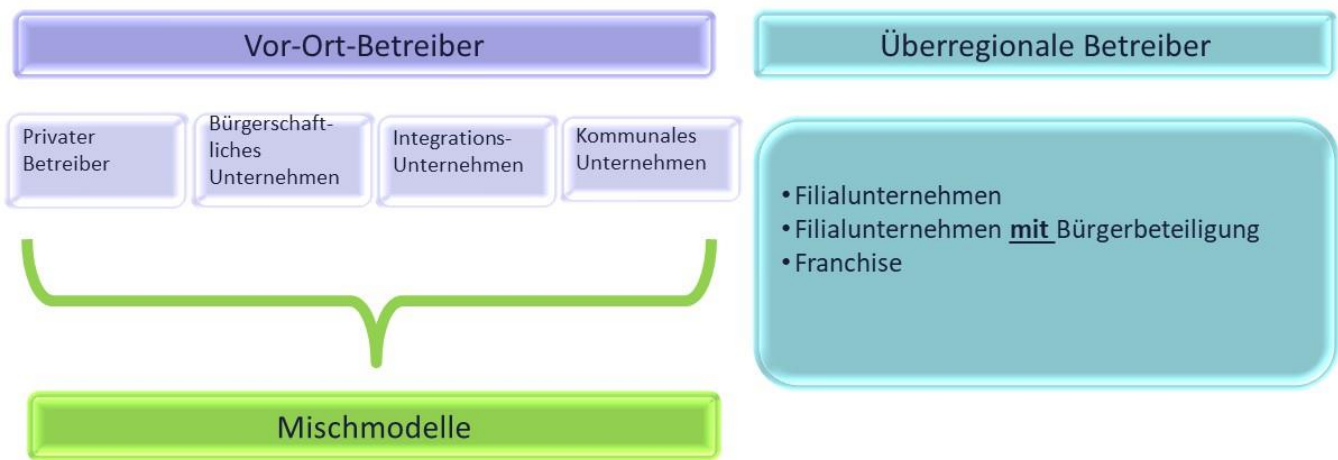 Vor-Ort-Betreiber
Privater
Betreiber
Bürgerschaft-
liches
Unternehmen
Integrations-
Unternehmen
Kommunales
Unternehmen
Mischmodelle
Überregionale Betreiber
• Filialunternehmen
• Filialunternehmen mit Bürgerbeteiligung
• Franchise